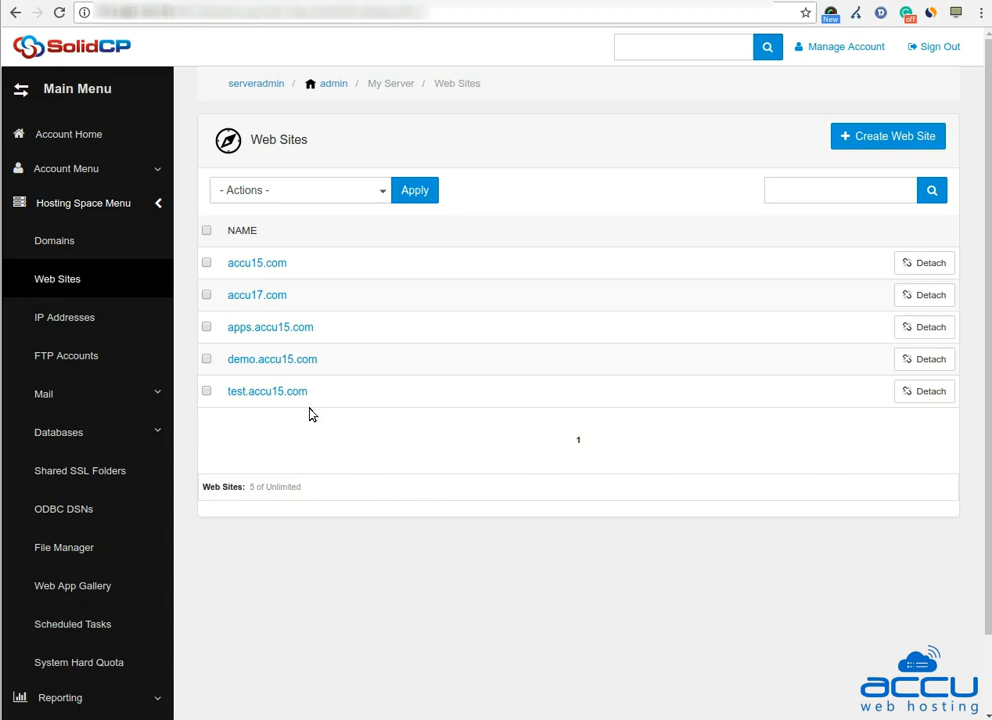 New
off
SolidCP
Manage Account
Sign Out
Main Menu
serveradmin / admin / My Server / Web Sites
Account Home
Account Menu
Hosting Space Menu
Domains
Web Sites
IP Addresses
FTP Accounts
Mail
Databases
Shared SSL Folders
ODBC DSNs
File Manager
Web App Gallery
Scheduled Tasks
System Hard Quota
Reporting
Web Sites
+ Create Web Site
- Actions -
Apply
NAME
accu15.com Detach
accu17.com Detach
apps.accu15.com Detach
demo.accu15.com Detach
test.accu15.com Detach
1
Web Sites: 5 of Unlimited
accu
web hosting